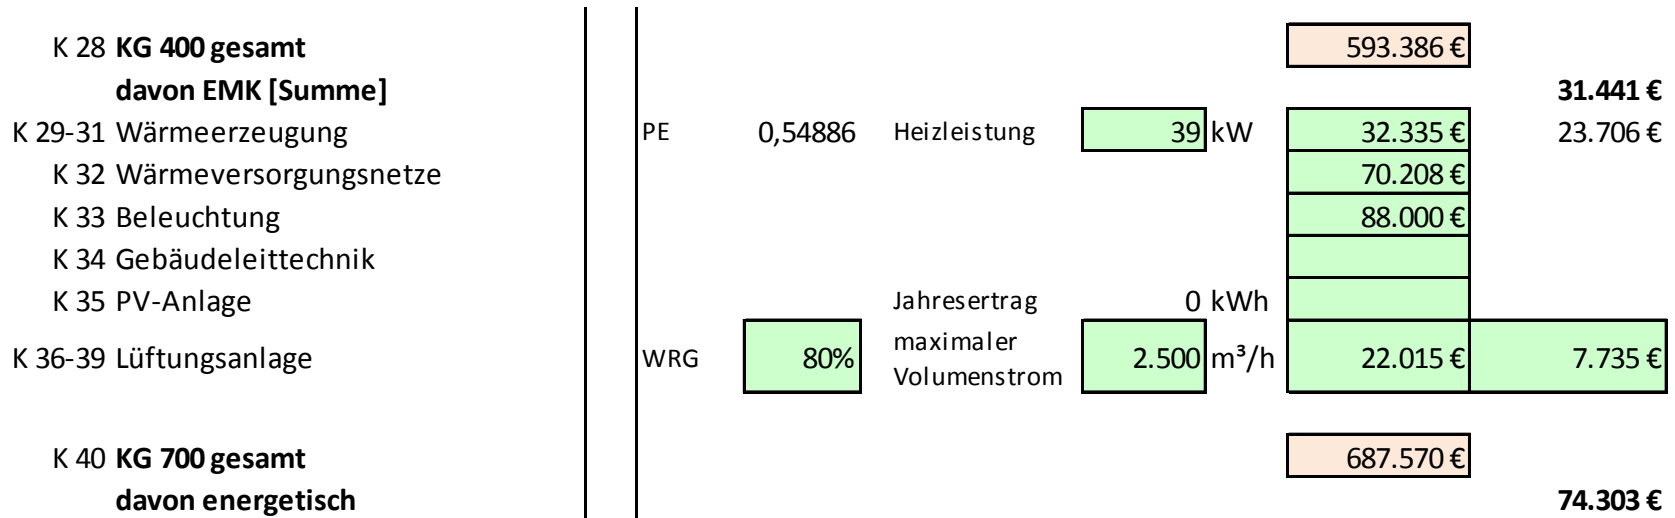 K 28 KG 400 gesamt 593.386 €
davon EMK [Summe] 31.441 €
K 29-31 Wärmeerzeugung PE 0,54886 Heizleistung 39 kW 32.335 € 23.706 €
K 32 Wärmeversorgungsnetze 70.208 €
K 33 Beleuchtung 88.000 €
K 34 Gebäudeleittechnik
K 35 PV-Anlage Jahresertrag 0 kWh
K 36-39 Lüftungsanlage WRG 80% maximaler Volumenstrom 2.500 m³/h 22.015 € 7.735 €
K 40 KG 700 gesamt 687.570 €
davon energetisch 74.303 €